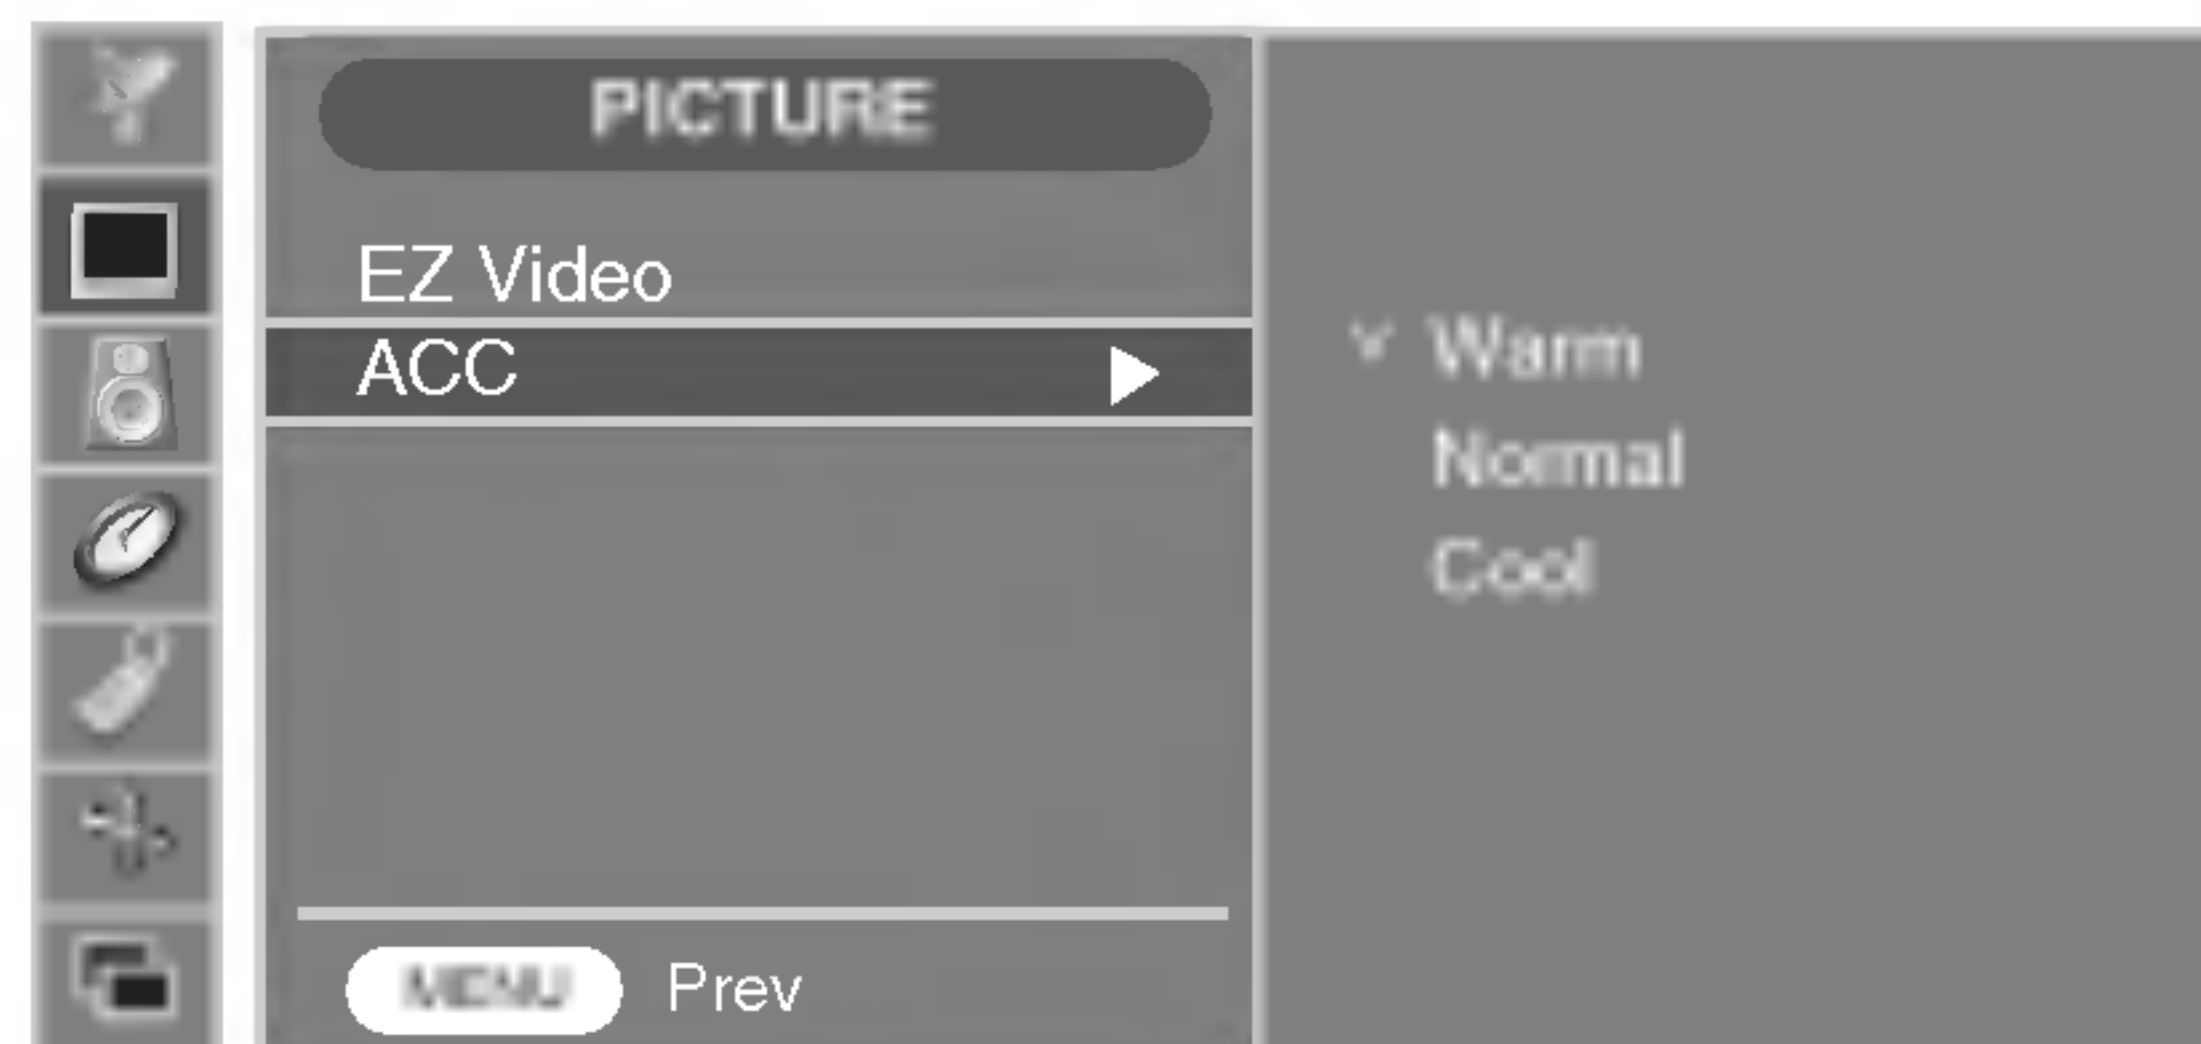 PICTURE
EZ Video
ACC
Warm
Normal
Cool
MENU Prev